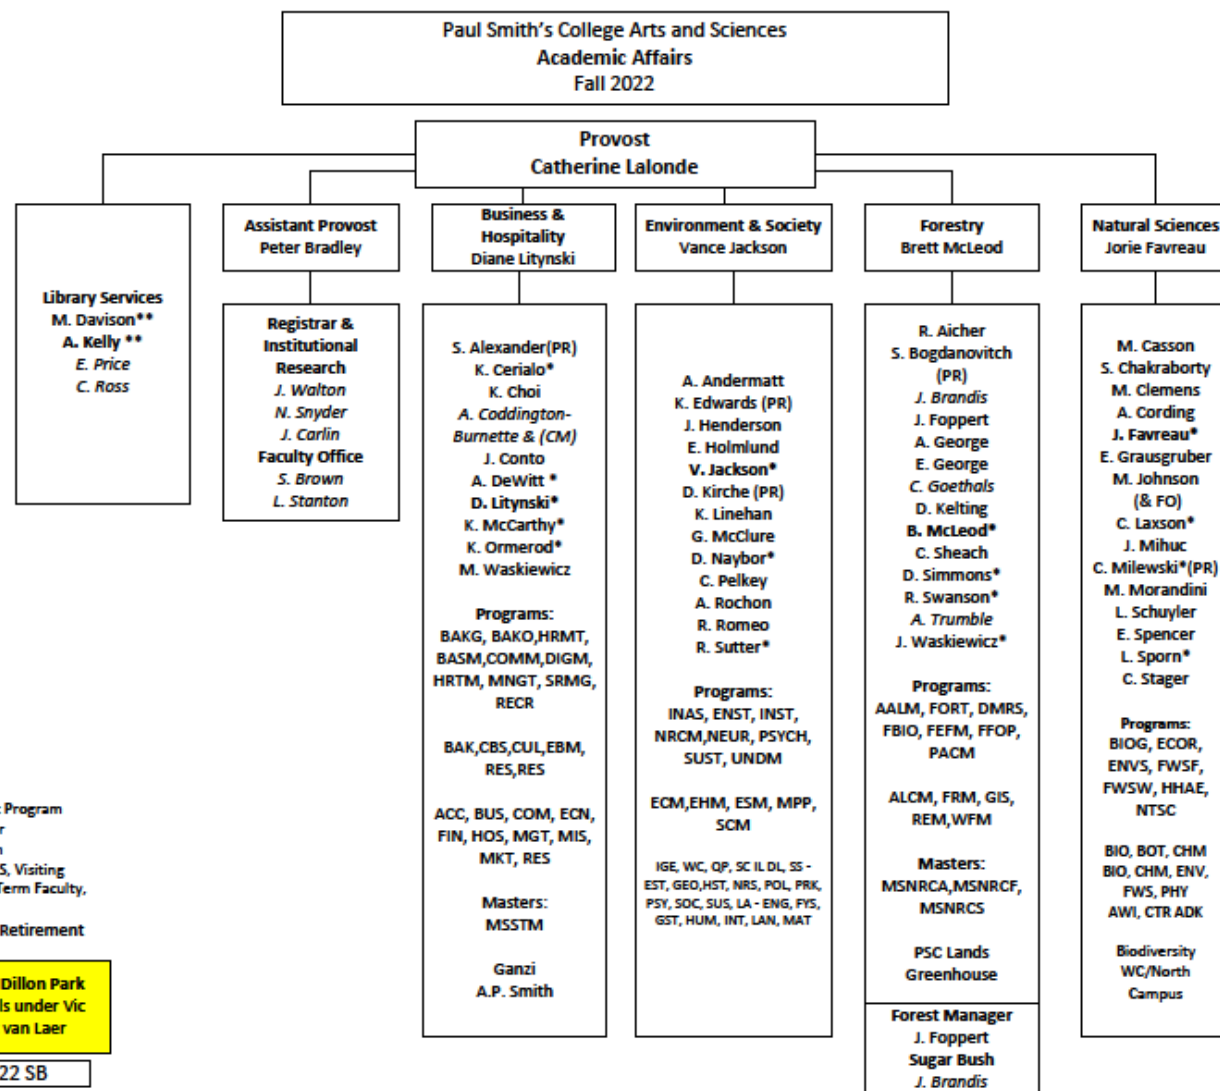 Paul Smith's College Arts and Sciences
Academic Affairs
Fall 2022
Provost
Catherine Lalonde
Library Services
M. Davison**
A. Kelly **
E. Price
C. Ross
Assistant Provost
Peter Bradley
Registrar &
Institutional
Research
J. Walton
N. Snyder
J. Carlin
Faculty Office
S. Brown
L. Stanton
Business &
Hospitality
Diane Litynski
S. Alexander(PR)
K. Cerialo*
K. Choi
A. Coddington-
Burnette & (CM)
J. Conto
A. DeWitt *
D. Litynski*
K. McCarthy*
K. Ormerod*
M. Waskiewicz
Programs:
BAKG, BAKO,HRMT,
BASM,COMM,DIGM,
HRTM, MNGT, SRMG,
RECR
BAK,CBS,CUL,EBM,
RES,RES
ACC, BUS, COM, ECN,
FIN, HOS, MGT, MIS,
MKT, RES
Masters:
MSSTM
Ganzi
A.P. Smith
Environment & Society
Vance Jackson
A. Andermatt
K. Edwards (PR)
J. Henderson
E. Holmlund
V. Jackson*
D. Kirche (PR)
K. Linehan
G. McClure
D. Naybor*
C. Pelkey
A. Rochon
R. Romeo
R. Sutter*
Programs:
INAS, ENST, INST,
NRCM,NEUR, PSYCH,
SUST, UNDM
ECM,EHM, ESM, MPP,
SCM
IGE, WC, QP, SC IL DL, SS -
EST, GEO,HST, NRS, POL, PRK,
PSY, SOC, SUS, LA - ENG, FYS,
GST, HUM, INT, LAN, MAT
Forestry
Brett McLeod
R. Aicher
S. Bogdanovitch
(PR)
J. Brandis
J. Foppert
A. George
E. George
C. Goethals
D. Kelting
B. McLeod*
C. Sheach
D. Simmons*
R. Swanson*
A. Trumble
J. Waskiewicz*
Programs:
AALM, FORT, DMRS,
FBIO, FEFM, FFOP,
PACM
ALCM, FRM, GIS,
REM,WFM
Masters:
MSNRCA,MSNRCF,
MSNRCS
PSC Lands
Greenhouse
Forest Manager
J. Foppert
Sugar Bush
J. Brandis
Natural Sciences
Jorie Favreau
M. Casson
S. Chakraborty
M. Clemens
A. Cording
J. Favreau*
E. Grausgruber
M. Johnson
(& FO)
C. Laxson*
J. Mihuc
C. Milewski*(PR)
M. Morandini
L. Schuyler
E. Spencer
L. Sporn*
C. Stager
Programs:
BIOG, ECOR,
ENVS, FWSF,
FWSW, HHAE,
NTSC
BIO, BOT, CHM
BIO, CHM, ENV,
FWS, PHY
AWI, CTR ADK
Biodiversity
WC/North
Campus
Program
S, Visiting
Term Faculty,
Retirement
Dillon Park
ls under Vic
van Laer
22 SB